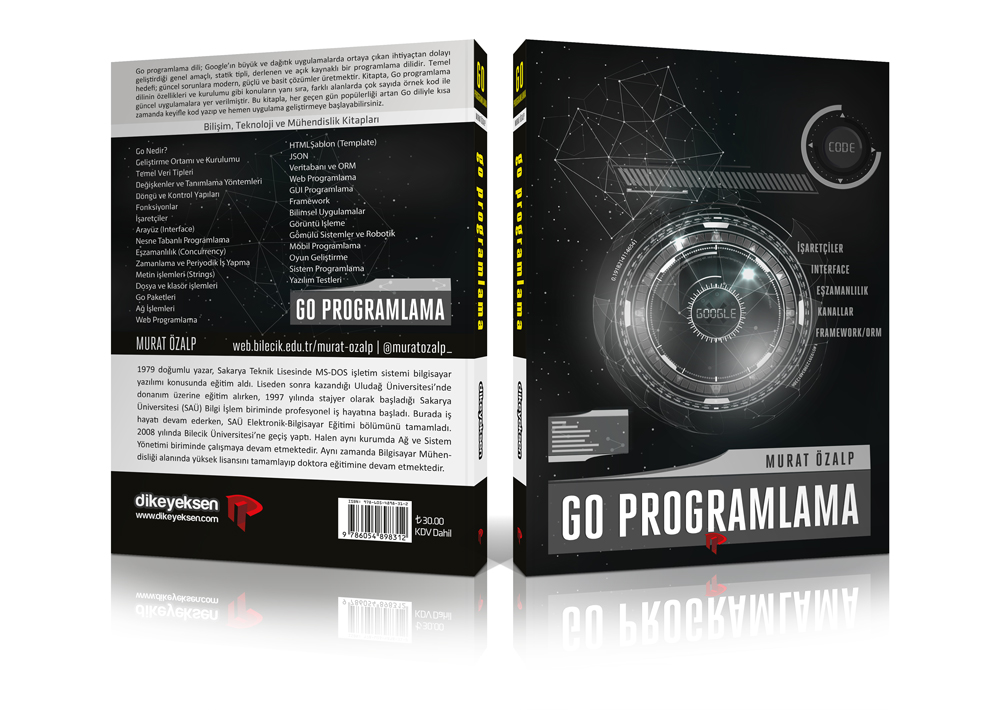 Go programlama dili; Google'ın büyük ve dağıtık uygulamalarda ortaya çıkan ihtiyaçtan dolayı
geliştirdiği genel amaçlı, statik tipli, derlenen ve açık kaynaklı bir programlama dilidir. Temel
hedefi; güncel sorunlara modern, güçlü ve basit çözümler üretmektir. Kitapta, Go programlama
dilinin özellikleri ve kurulumu gibi konuların yanı sıra, farklı alanlarda çok sayıda örnek kod ile
güncel uygulamalara yer verilmiştir. Bu kitapla, her geçen gün popülerliği artan Go diliyle kısa
zamanda keyifle kod yazıp ve hemen uygulama geliştirmeye başlayabilirsiniz.
Bilişim, Teknoloji ve Mühendislik Kitapları
Go Nedir?
Geliştirme Ortamı ve Kurulumu
Temel Veri Tipleri
Değişkenler ve Tanımlama Yöntemleri
Döngü ve Kontrol Yapıları
Fonksiyonlar
İşaretçiler
Arayüz (Interface)
Nesne Tabanlı Programlama
Eşzamanlılık (Concurrency)
Zamanlama ve Periyodik İş Yapma
Metin işlemleri (Strings)
Dosya ve klasör işlemleri
Go Paketleri
Ağ İşlemleri
Web Programlama
HTML Şablon (Template)
JSON
Veritabanı ve ORM
Web Programlama
GUI Programlama
Framework
Bilimsel Uygulamalar
Görüntü İşleme
Gömülü Sistemler ve Robotik
Mobil Programlama
Oyun Geliştirme
Sistem Programlama
Yazılım Testleri
GO PROGRAMLAMA
MURAT ÖZALP
web.bilecik.edu.tr/murat-ozalp | @muratozalp_
1979 doğumlu yazar, Sakarya Teknik Lisesinde MS-DOS işletim sistemi bilgisayar
yazılımı konusunda eğitim aldı. Liseden sonra kazandığı Uludağ Üniversitesi'nde
donanım üzerine eğitim alırken, 1997 yılında stajyer olarak başladığı Sakarya
Üniversitesi (SAÜ) Bilgi İşlem biriminde profesyonel iş hayatına başladı. Burada iş
hayatı devam ederken, SAÜ Elektronik-Bilgisayar Eğitimi bölümünü tamamladı.
2008 yılında Bilecik Üniversitesi'ne geçiş yaptı. Halen aynı kurumda Ağ ve Sistem
Yönetimi biriminde çalışmaya devam etmektedir. Aynı zamanda Bilgisayar Mühen-
disliği alanında yüksek lisansını tamamlayıp doktora eğitimine devam etmektedir.
dikeyeksen
www.dikeyeksen.com
ISBN: 978-605-4898-31-2
9 786054 898312
₺ 30.00
KDV Dahil
GO
PROGRAMLAMA
go programlama
dikeyeksen
GO
PROGRAMLAMA
MURAT ÖZALP
go programlama
dikeyeksen
CODE
GOOGLE
İŞARETÇİLER
INTERFACE
EŞZAMANLILIK
KANALLAR
FRAMEWORK/ORM
MURAT ÖZALP
GO PROGRAMLAMA